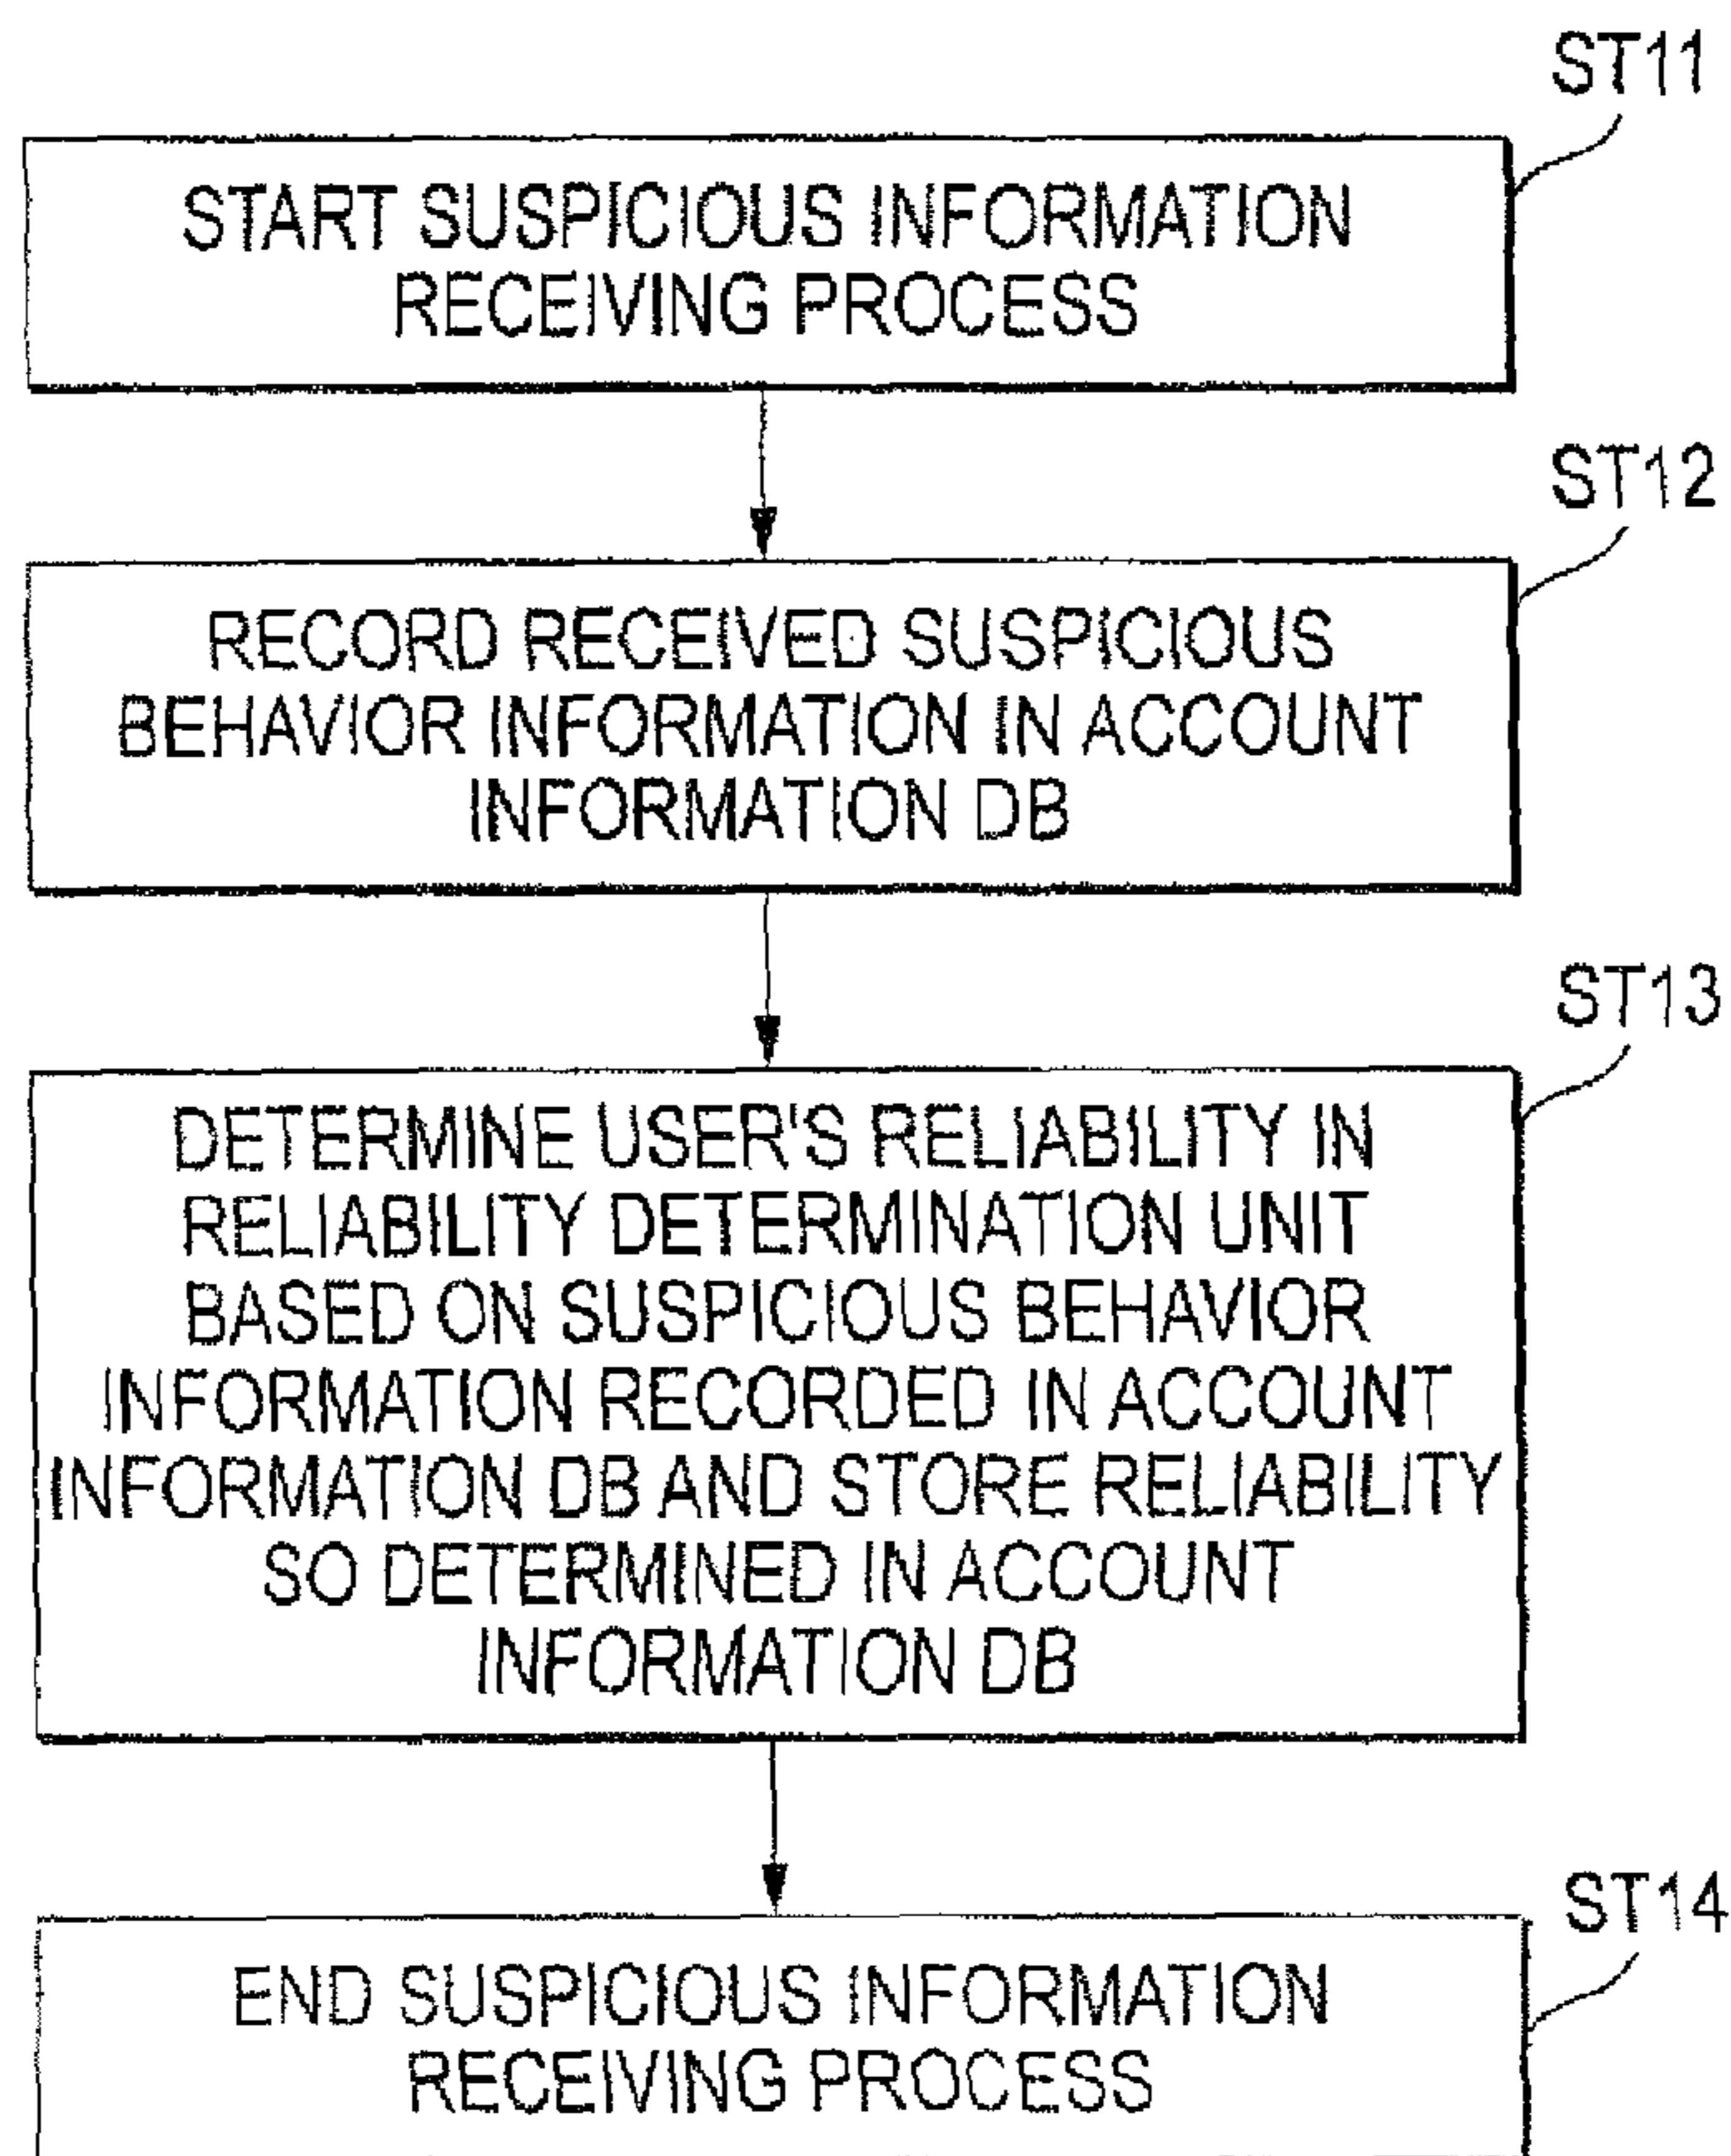 ST11
START SUSPICIOUS INFORMATION
RECEIVING PROCESS
ST12
RECORD RECEIVED SUSPICIOUS
BEHAVIOR INFORMATION IN ACCOUNT
INFORMATION DB
ST13
DETERMINE USER'S RELIABILITY IN
RELIABILITY DETERMINATION UNIT
BASED ON SUSPICIOUS BEHAVIOR
INFORMATION RECORDED IN ACCOUNT
INFORMATION DB AND STORE RELIABILITY
SO DETERMINED IN ACCOUNT
INFORMATION DB
ST14
END SUSPICIOUS INFORMATION
RECEIVING PROCESS